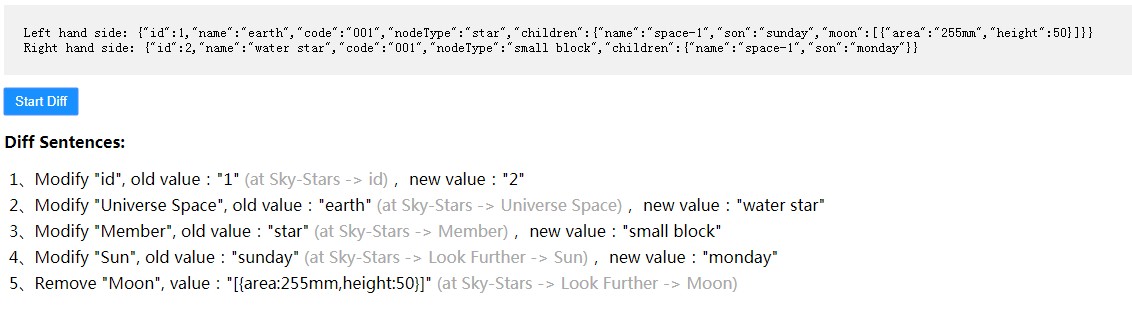 Left hand side: {"id":1,"name":"earth","code":"001","nodeType":"star","children":{"name":"space-1","son":"sunday","moon":[{"area":"255mm","height":50}]}}
Right hand side: {"id":2,"name":"water star","code":"001","nodeType":"small block","children":{"name":"space-1","son":"monday"}}
Start Diff
Diff Sentences:
1、Modify "id", old value："1" (at Sky-Stars -> id) ，new value："2"
2、Modify "Universe Space", old value："earth" (at Sky-Stars -> Universe Space) ，new value："water star"
3、Modify "Member", old value："star" (at Sky-Stars -> Member) ，new value："small block"
4、Modify "Sun", old value："sunday" (at Sky-Stars -> Look Further -> Sun) ，new value："monday"
5、Remove "Moon", value："[{area:255mm,height:50}]" (at Sky-Stars -> Look Further -> Moon)